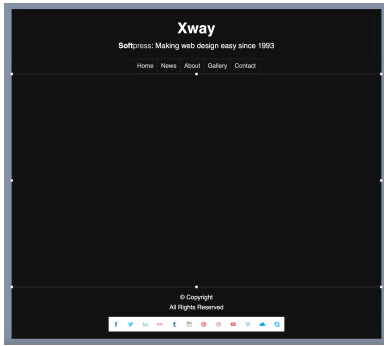 Xway
Softpress: Making web design easy since 1993
Home News About Gallery Contact
© Copyright
All Rights Reserved